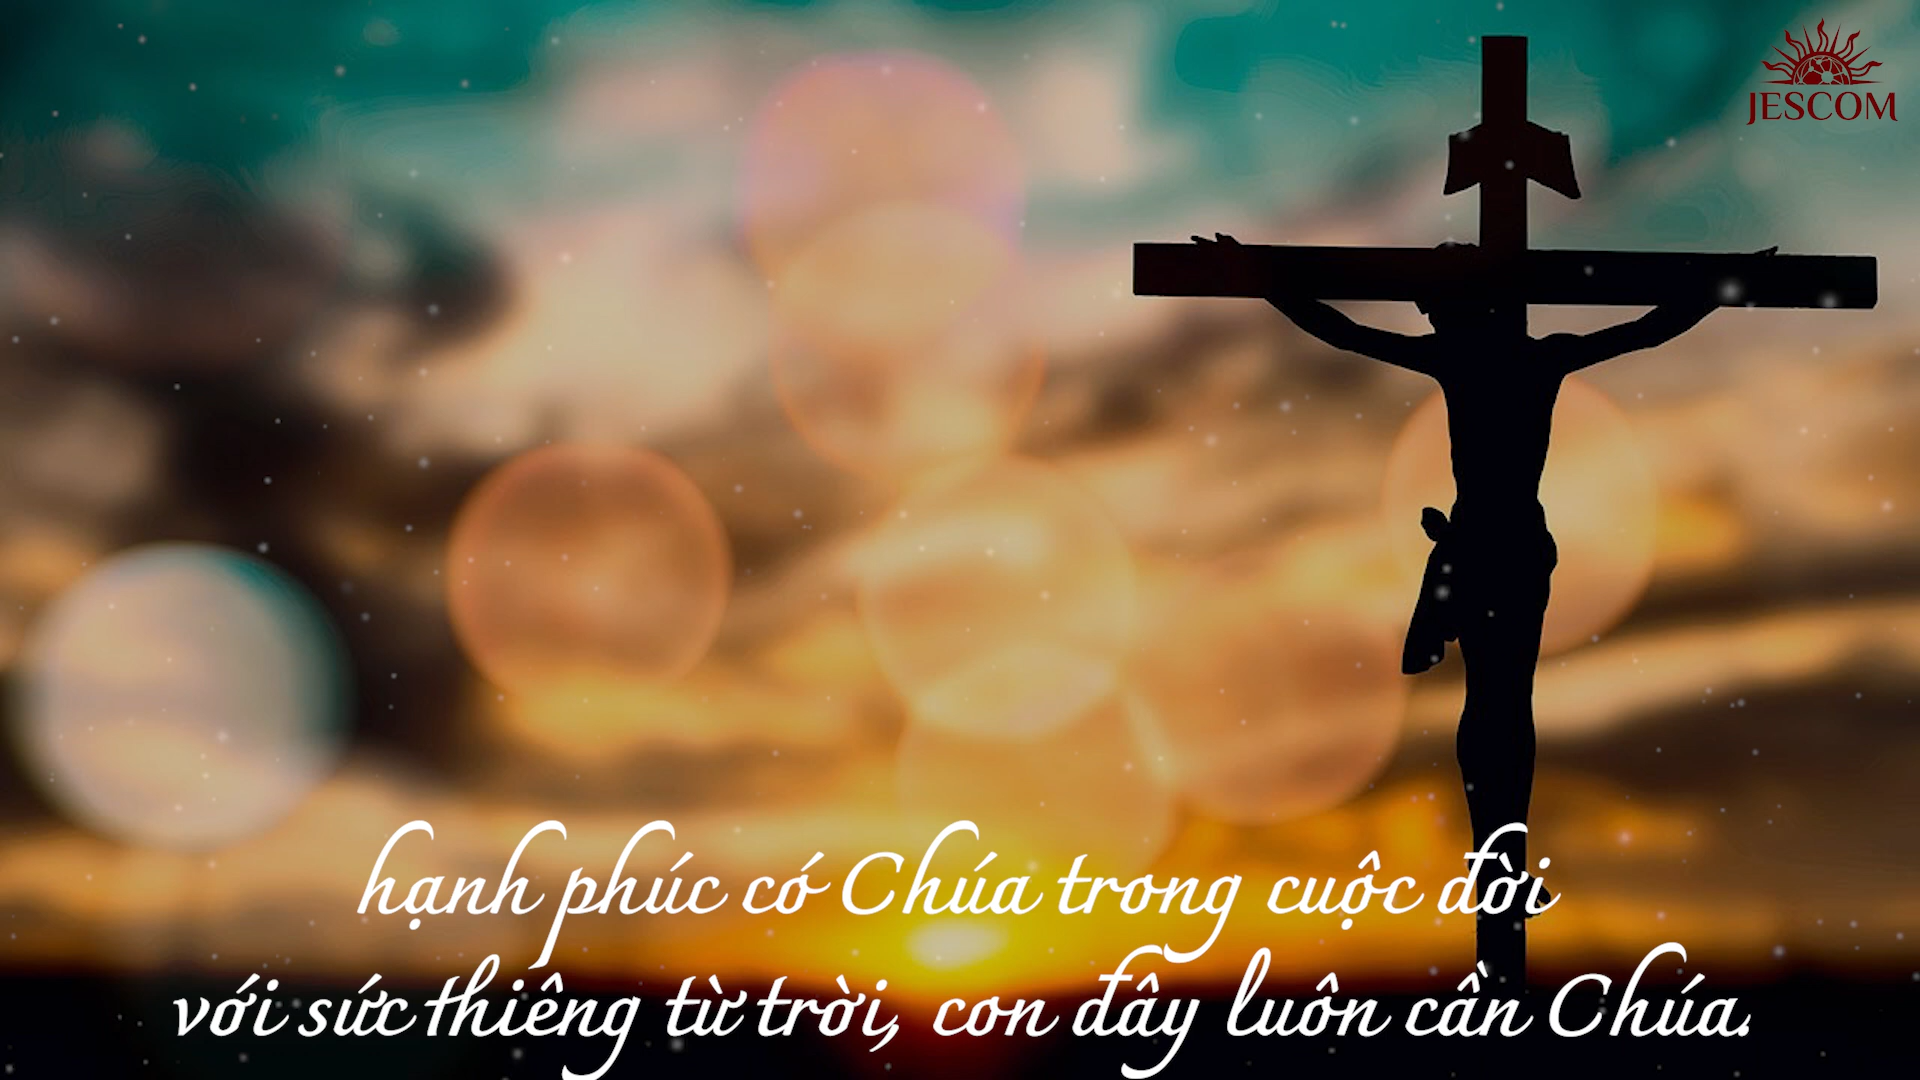 JESCOM
hạnh phúc có Chúa trong cuộc đời
với sức thiêng từ trời, con đây luôn cần Chúa.